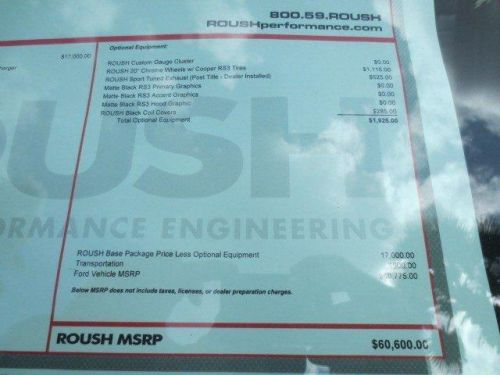 800.59.ROUSH
ROUSHperformance.com
$17,000.00
Optional Equipment:
ROUSH Custom Gauge Cluster $0.00
ROUSH 20" Chrome Wheels w/ Cooper RS3 Tires $1,115.00
ROUSH Sport Tuned Exhaust (Post Title - Dealer Installed) $525.00
Matte Black RS3 Primary Graphics $0.00
Matte Black RS3 Accent Graphics $0.00
Matte Black RS3 Hood Graphic $0.00
ROUSH Black Coil Covers $285.00
Total Optional Equipment $1,925.00
OUSH
ORMANCE ENGINEERING
ROUSH Base Package Price Less Optional Equipment 17,000.00
Transportation
Ford Vehicle MSRP
Below MSRP does not include taxes, licenses, or dealer preparation charges.
ROUSH MSRP $60,600.00